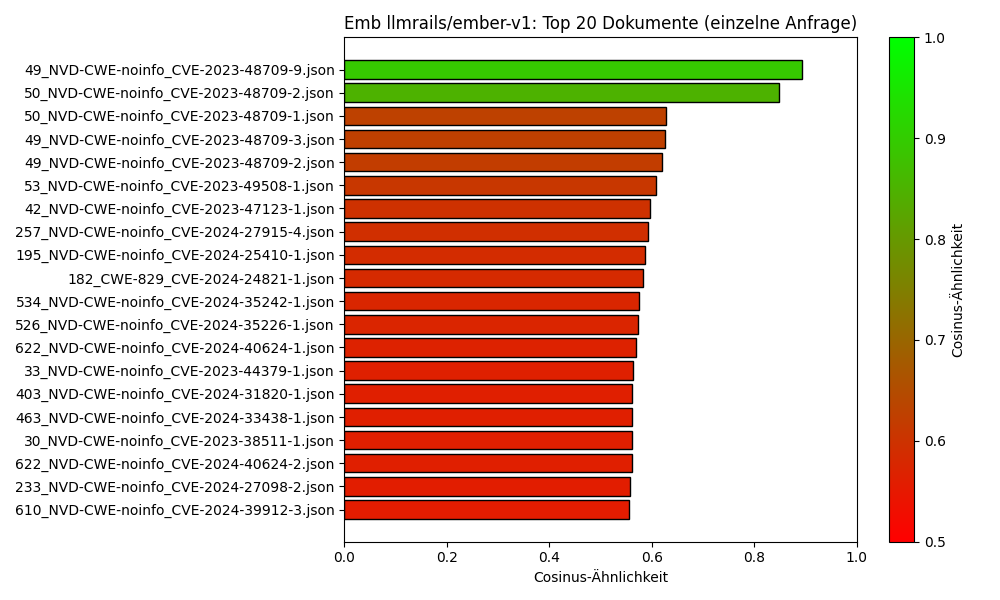 Emb llmrails/ember-v1: Top 20 Dokumente (einzelne Anfrage)
49_NVD-CWE-noinfo_CVE-2023-48709-9.json
50_NVD-CWE-noinfo_CVE-2023-48709-2.json
50_NVD-CWE-noinfo_CVE-2023-48709-1.json
49_NVD-CWE-noinfo_CVE-2023-48709-3.json
49_NVD-CWE-noinfo_CVE-2023-48709-2.json
53_NVD-CWE-noinfo_CVE-2023-49508-1.json
42_NVD-CWE-noinfo_CVE-2023-47123-1.json
257_NVD-CWE-noinfo_CVE-2024-27915-4.json
195_NVD-CWE-noinfo_CVE-2024-25410-1.json
182_CWE-829_CVE-2024-24821-1.json
534_NVD-CWE-noinfo_CVE-2024-35242-1.json
526_NVD-CWE-noinfo_CVE-2024-35226-1.json
622_NVD-CWE-noinfo_CVE-2024-40624-1.json
33_NVD-CWE-noinfo_CVE-2023-44379-1.json
403_NVD-CWE-noinfo_CVE-2024-31820-1.json
463_NVD-CWE-noinfo_CVE-2024-33438-1.json
30_NVD-CWE-noinfo_CVE-2023-38511-1.json
622_NVD-CWE-noinfo_CVE-2024-40624-2.json
233_NVD-CWE-noinfo_CVE-2024-27098-2.json
610_NVD-CWE-noinfo_CVE-2024-39912-3.json
0.0 0.2 0.4 0.6 0.8 1.0
Cosinus-Ähnlichkeit
1.0
0.9
0.8
0.7
0.6
0.5
Cosinus-Ähnlichkeit